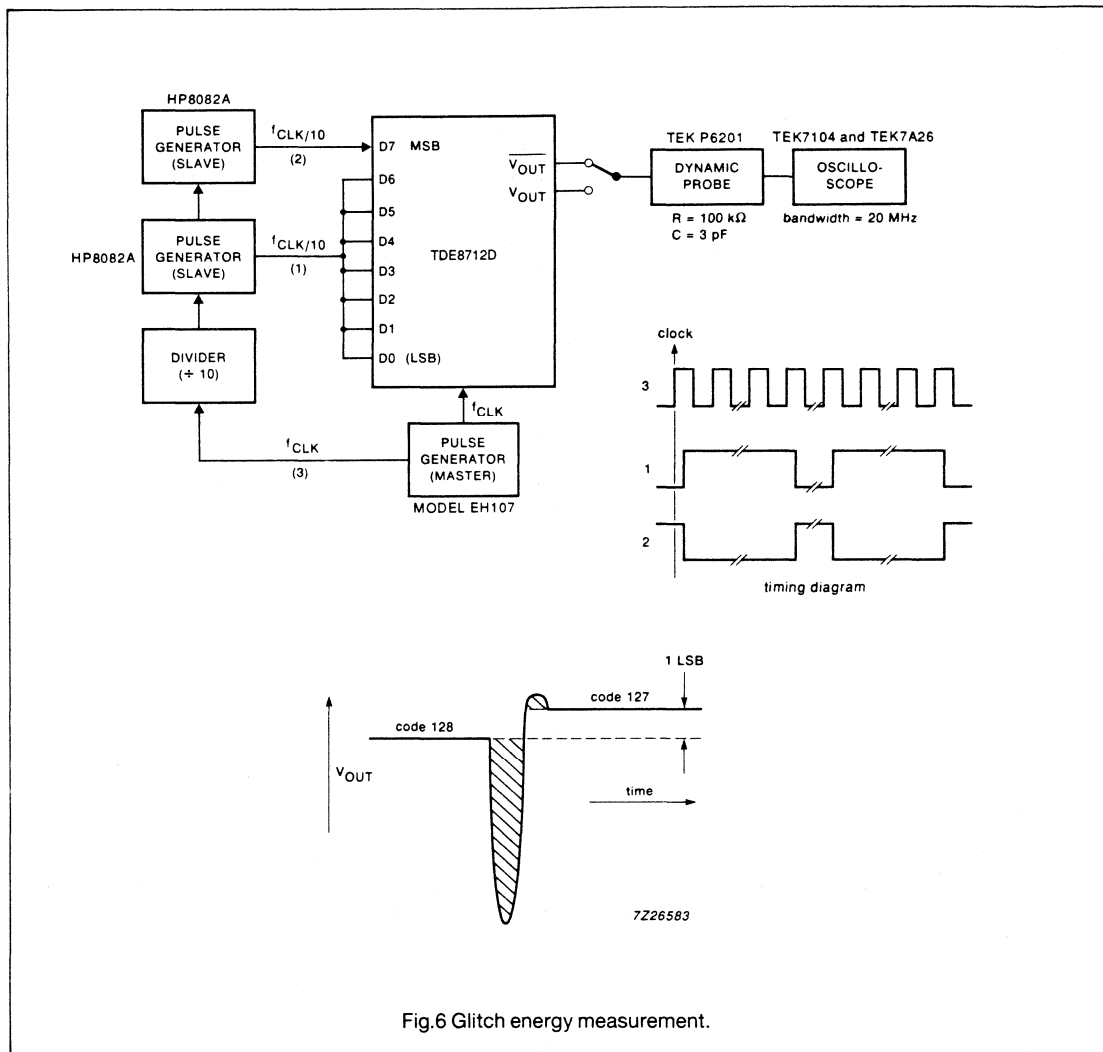 HP8082A
PULSE
GENERATOR
(SLAVE)
fCLK/10
(2)
D7 MSB
D6
D5
D4
D3
D2
D1
D0 (LSB)
TDE8712D
VOUT
VOUT
TEK P6201
DYNAMIC
PROBE
R = 100 kΩ
C = 3 pF
TEK7104 and TEK7A26
OSCILLO-
SCOPE
bandwidth = 20 MHz
HP8082A
PULSE
GENERATOR
(SLAVE)
fCLK/10
(1)
DIVIDER
(÷ 10)
fCLK
fCLK
(3)
PULSE
GENERATOR
(MASTER)
MODEL EH107
clock
3
1
2
timing diagram
1 LSB
code 127
code 128
VOUT
time
7Z26583
Fig.6 Glitch energy measurement.